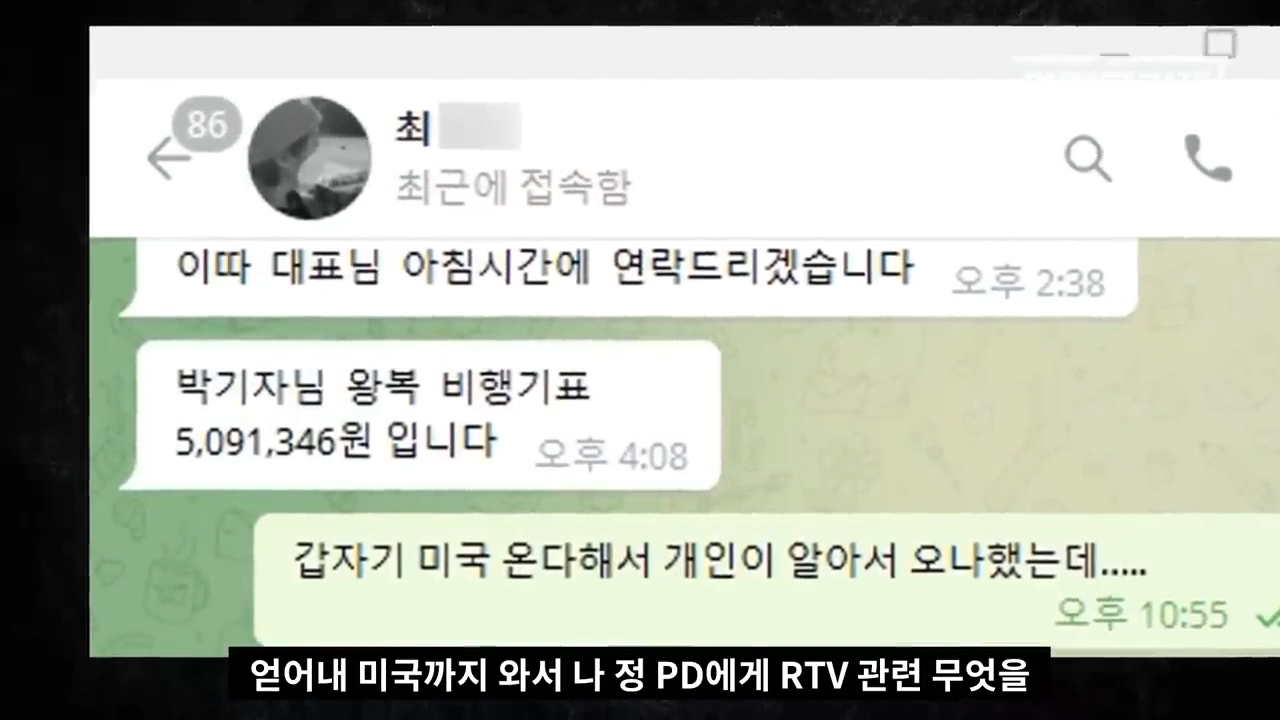 86
최
최근에 접속함
이따 대표님 아침시간에 연락드리겠습니다
오후 2:38
박기자님 왕복 비행기표
5,091,346원 입니다
오후 4:08
갑자기 미국 온다해서 개인이 알아서 오나했는데.....
오후 10:55
얻어내 미국까지 와서 나 정 PD에게 RTV 관련 무엇을